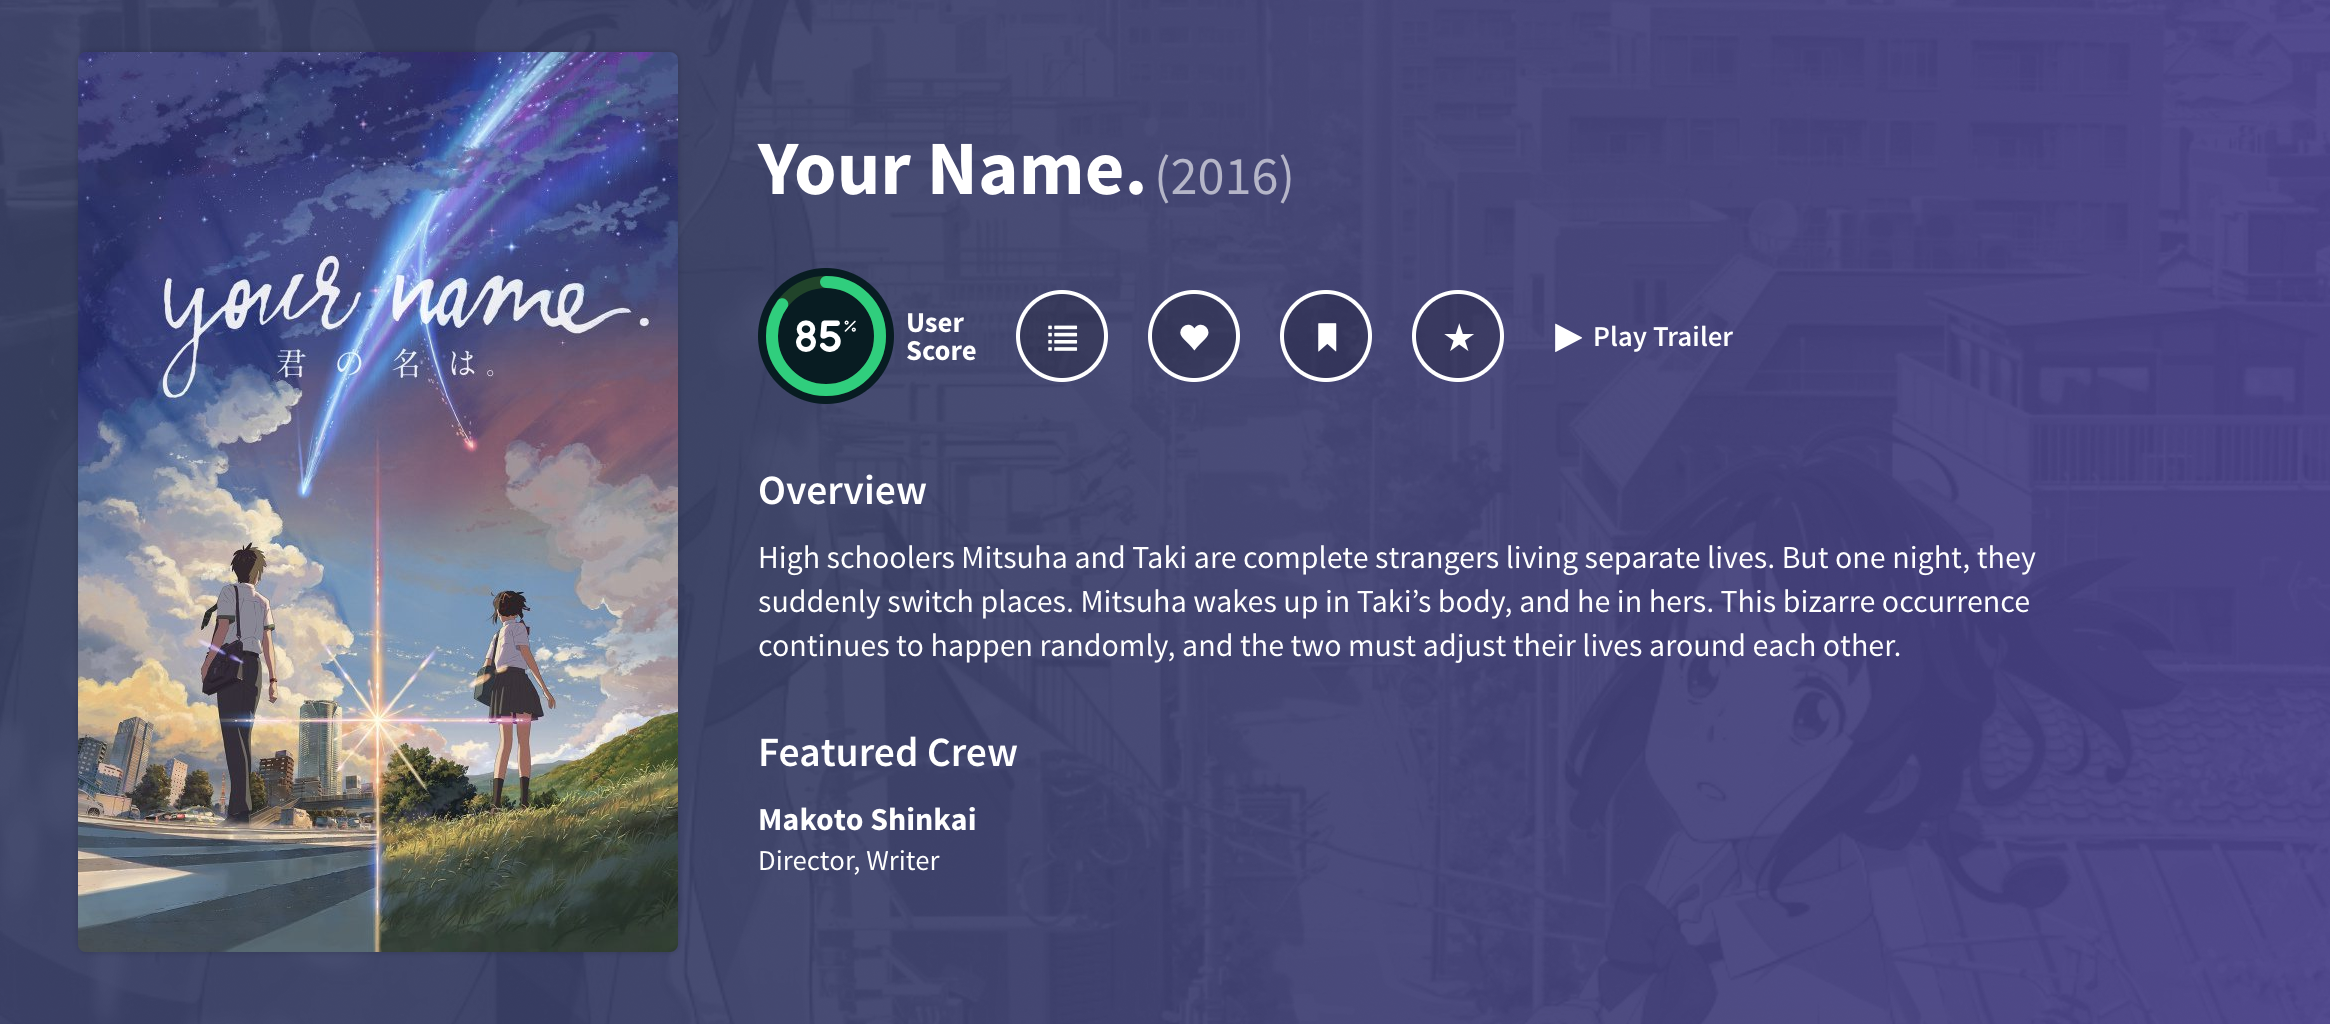 your name.
君の名は。
Your Name. (2016)
85%
User
Score
Play Trailer
Overview
High schoolers Mitsuha and Taki are complete strangers living separate lives. But one night, they
suddenly switch places. Mitsuha wakes up in Taki’s body, and he in hers. This bizarre occurrence
continues to happen randomly, and the two must adjust their lives around each other.
Featured Crew
Makoto Shinkai
Director, Writer